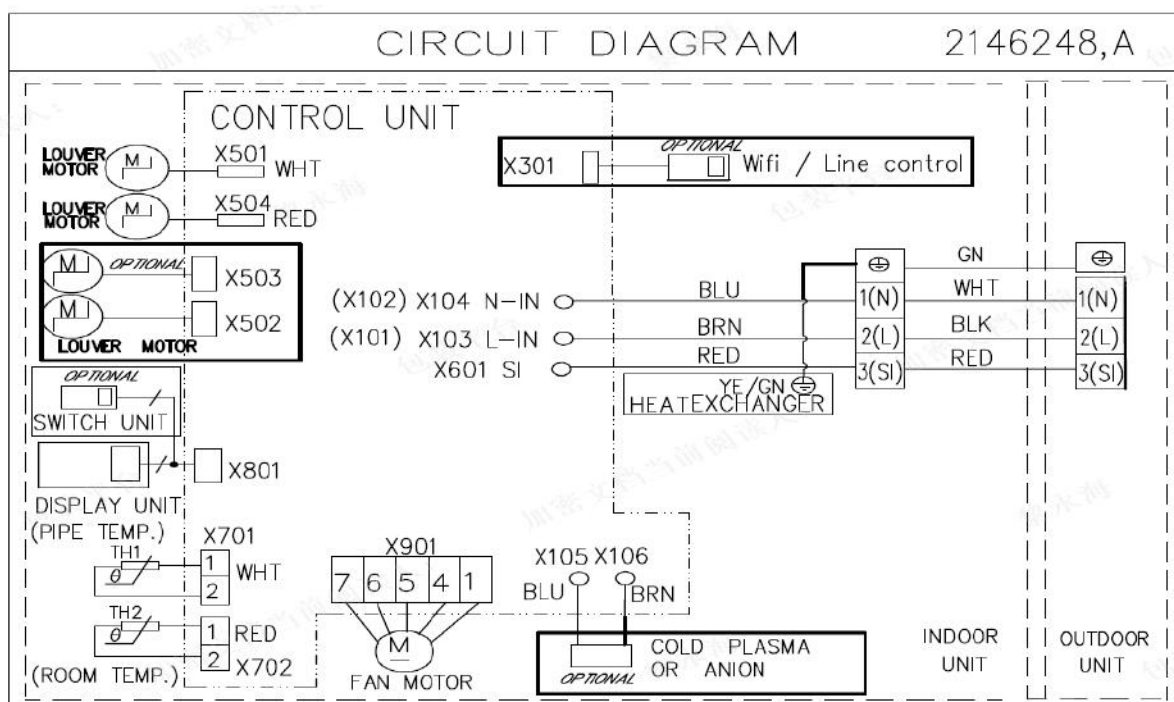 CIRCUIT DIAGRAM 2146248,A
CONTROL UNIT
LOUVER MOTOR
M
X501
WHT
LOUVER MOTOR
M
X504
RED
M
OPTIONAL
X503
M
X502
LOUVER MOTOR
OPTIONAL
SWITCH UNIT
X801
DISPLAY UNIT
(PIPE TEMP.)
TH1
θ
X701
1
2
WHT
TH2
θ
1
2
RED
X702
(ROOM TEMP.)
X901
7 6 5 4 1
M
FAN MOTOR
X301
OPTIONAL
Wifi / Line control
(X102) X104 N-IN
BLU
(X101) X103 L-IN
BRN
X601 SI
RED
YE/GN
HEATEXCHANGER
1(N)
2(L)
3(SI)
GN
WHT
BLK
RED
1(N)
2(L)
3(SI)
X105 X106
BLU
BRN
OPTIONAL
COLD PLASMA
OR ANION
INDOOR
UNIT
OUTDOOR
UNIT